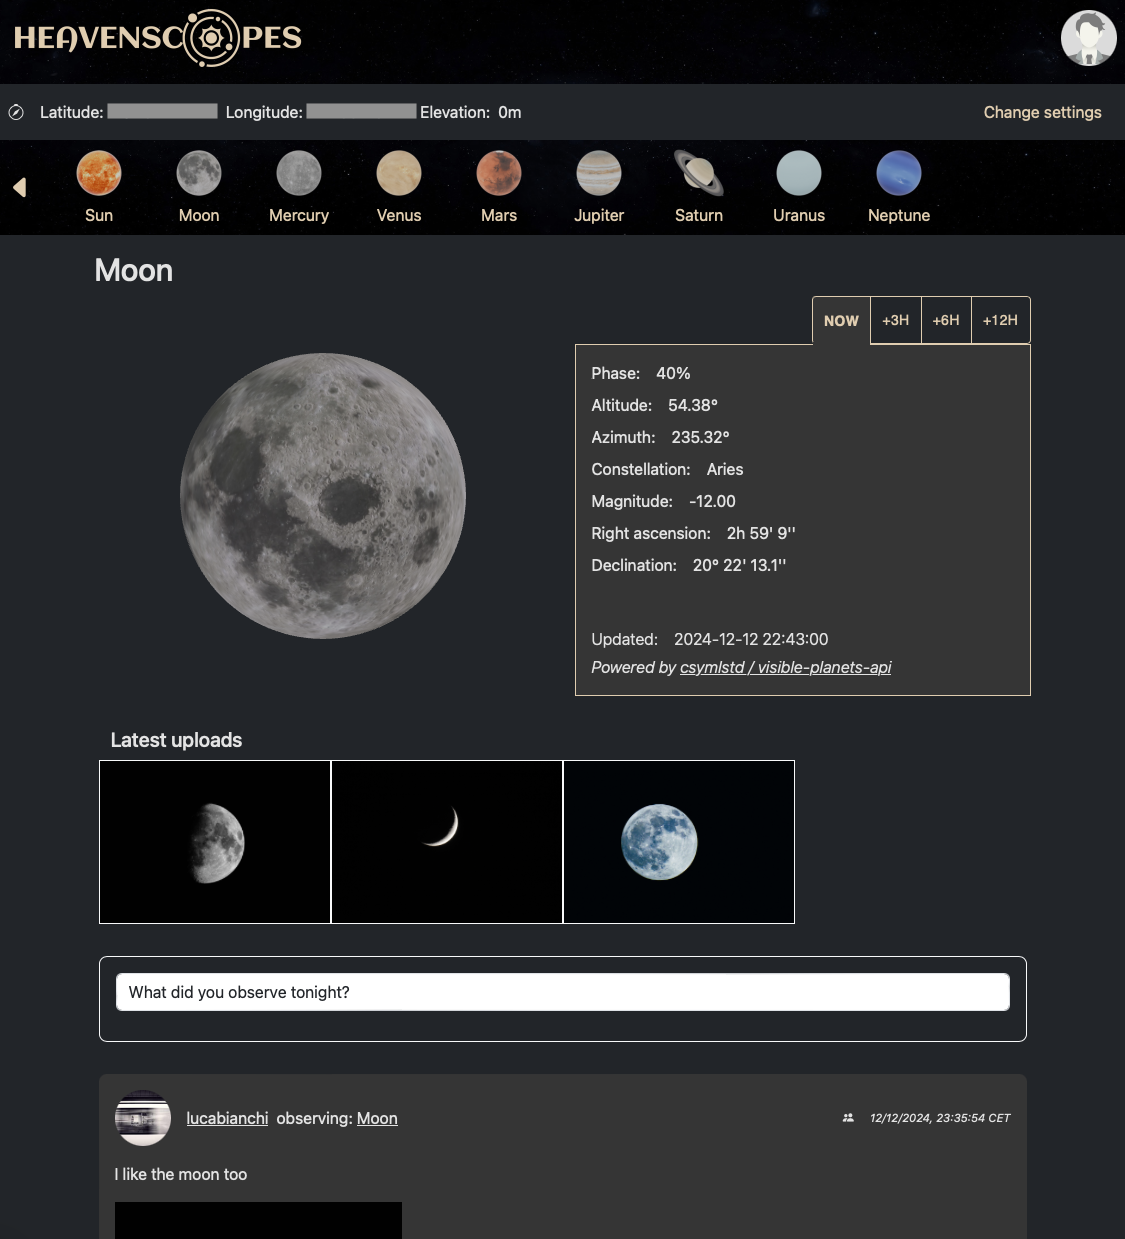 HEAVENSCOPES
Latitude: Longitude: Elevation: 0m Change settings
Sun Moon Mercury Venus Mars Jupiter Saturn Uranus Neptune
Moon
NOW +3H +6H +12H
Phase: 40%
Altitude: 54.38°
Azimuth: 235.32°
Constellation: Aries
Magnitude: -12.00
Right ascension: 2h 59' 9''
Declination: 20° 22' 13.1''
Updated: 2024-12-12 22:43:00
Powered by csymlstd / visible-planets-api
Latest uploads
What did you observe tonight?
lucabianchi observing: Moon 12/12/2024, 23:35:54 CET
I like the moon too